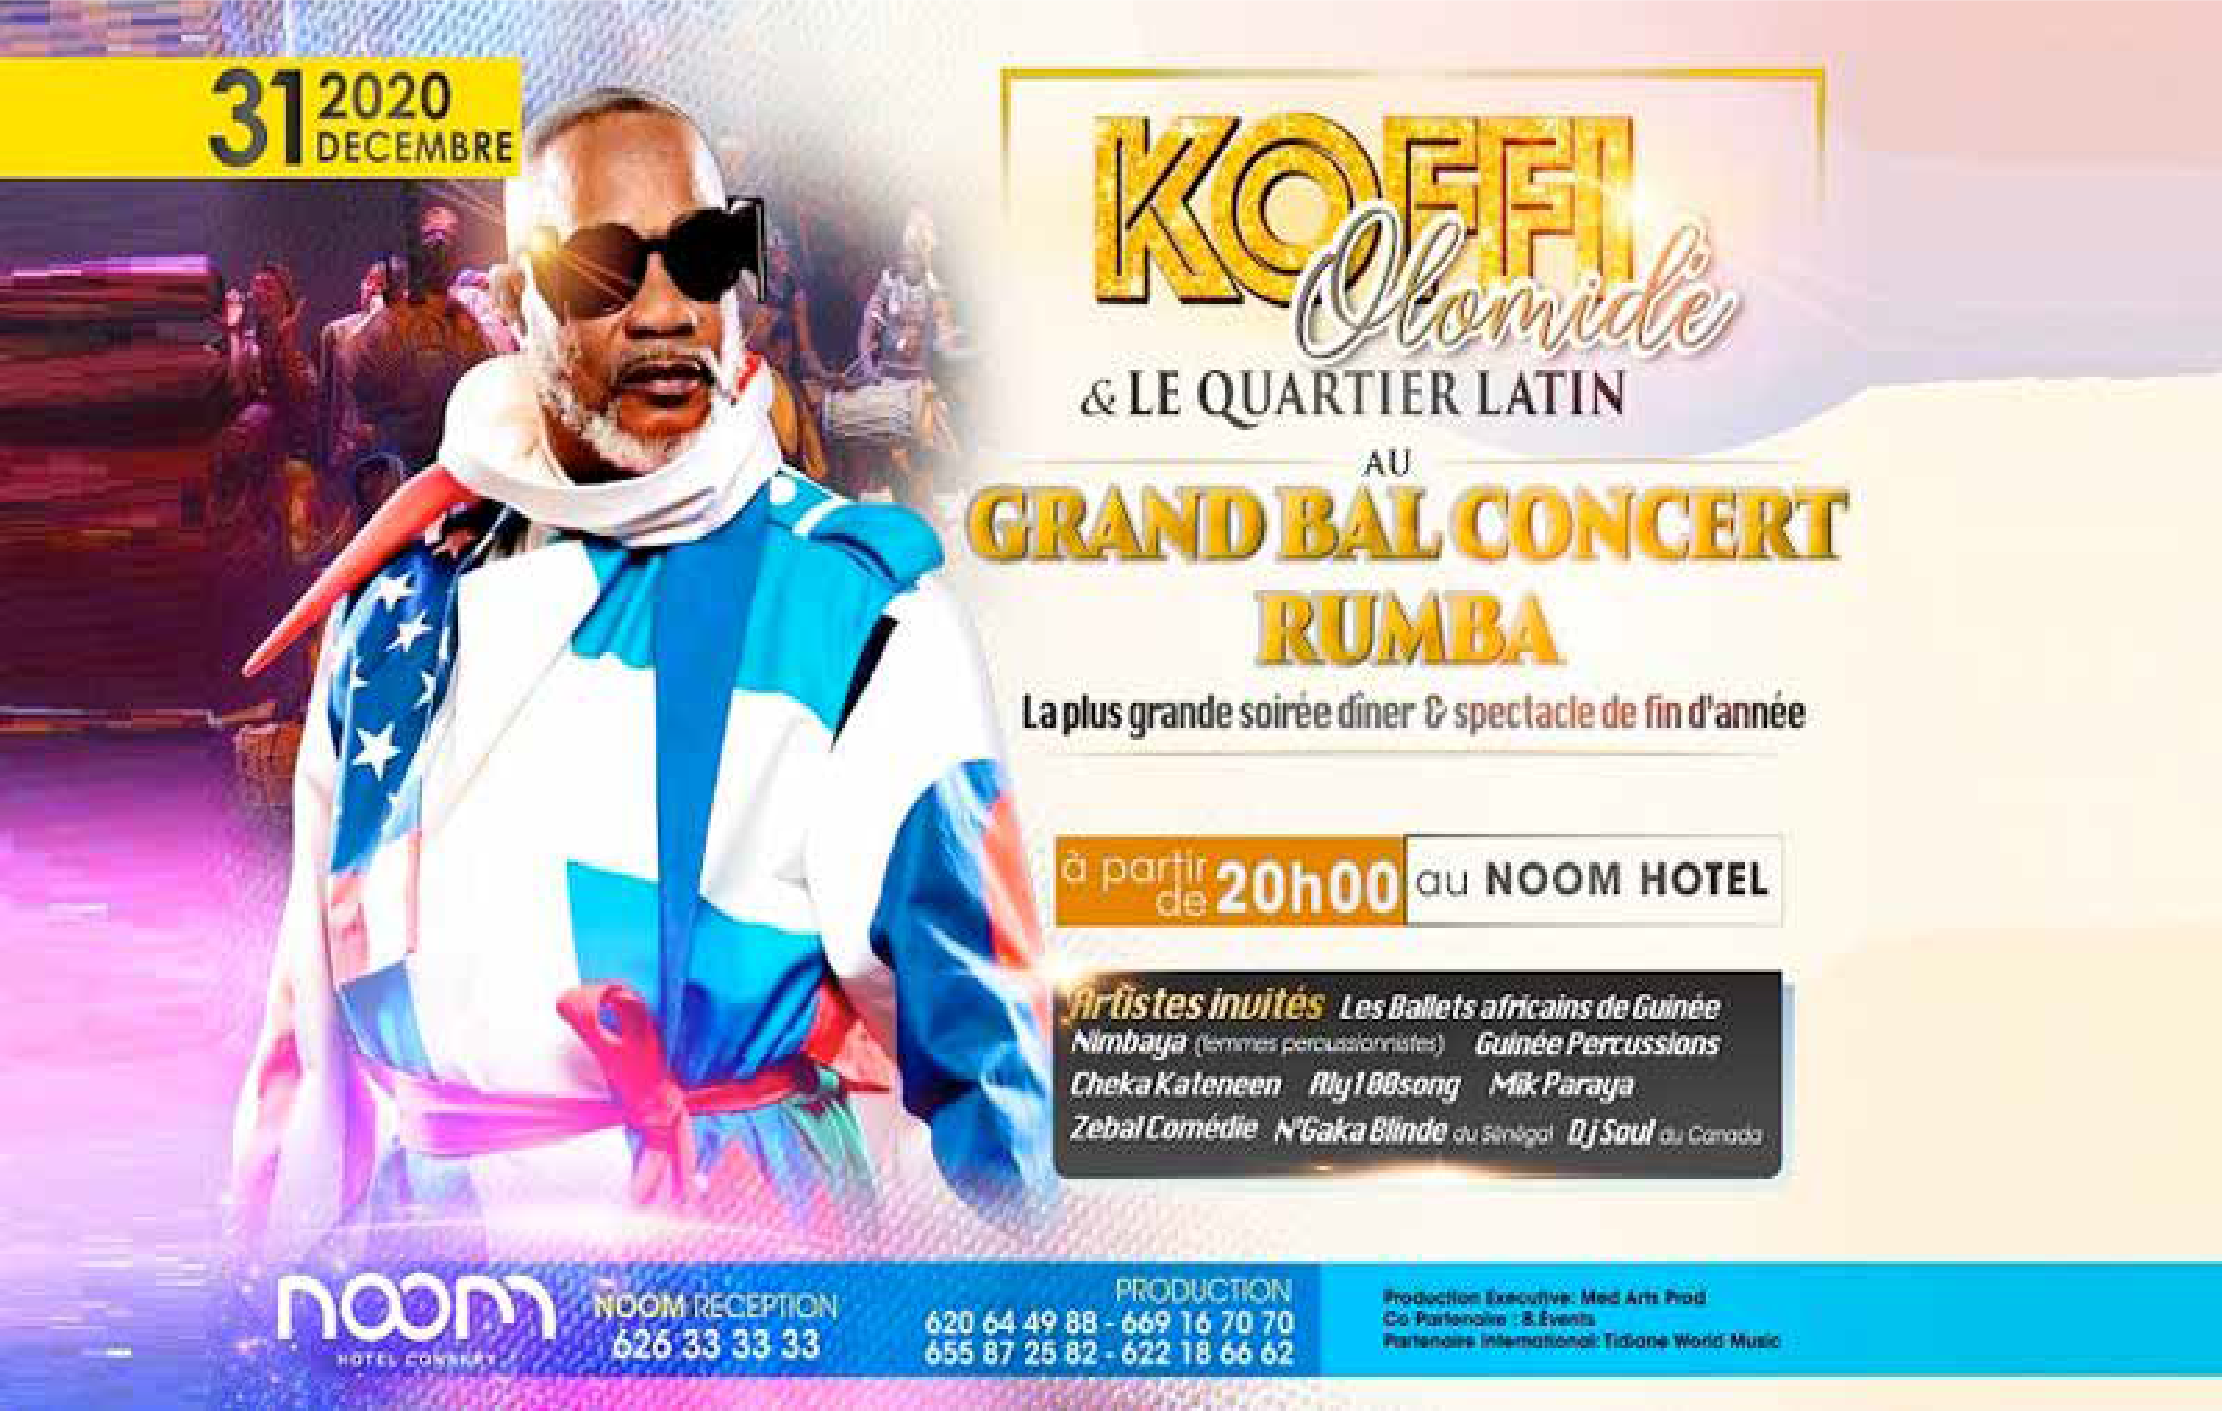 31 2020
DECEMBRE
KOFFI
Olomidé
& LE QUARTIER LATIN
AU
GRAND BAL CONCERT
RUMBA
La plus grande soirée dîner & spectacle de fin d'année
à partir de 20h00 au NOOM HOTEL
Artistes invités Les Ballets africains de Guinée
Nimbaya (femmes percussionnistes) Guinée Percussions
Cheka Kateneen Aly100song Mik Paraya
Zebal Comédie N'Gaka Blinde du Sénégal Dj Soul du Canada
noom
HOTEL CONAKRY
NOOM RECEPTION
626 33 33 33
PRODUCTION
620 64 49 88 - 669 16 70 70
655 87 25 82 - 622 18 66 62
Production Executive: Med Arts Prod
Co Partenaire : B.Events
Partenaire International: Tidiane World Music